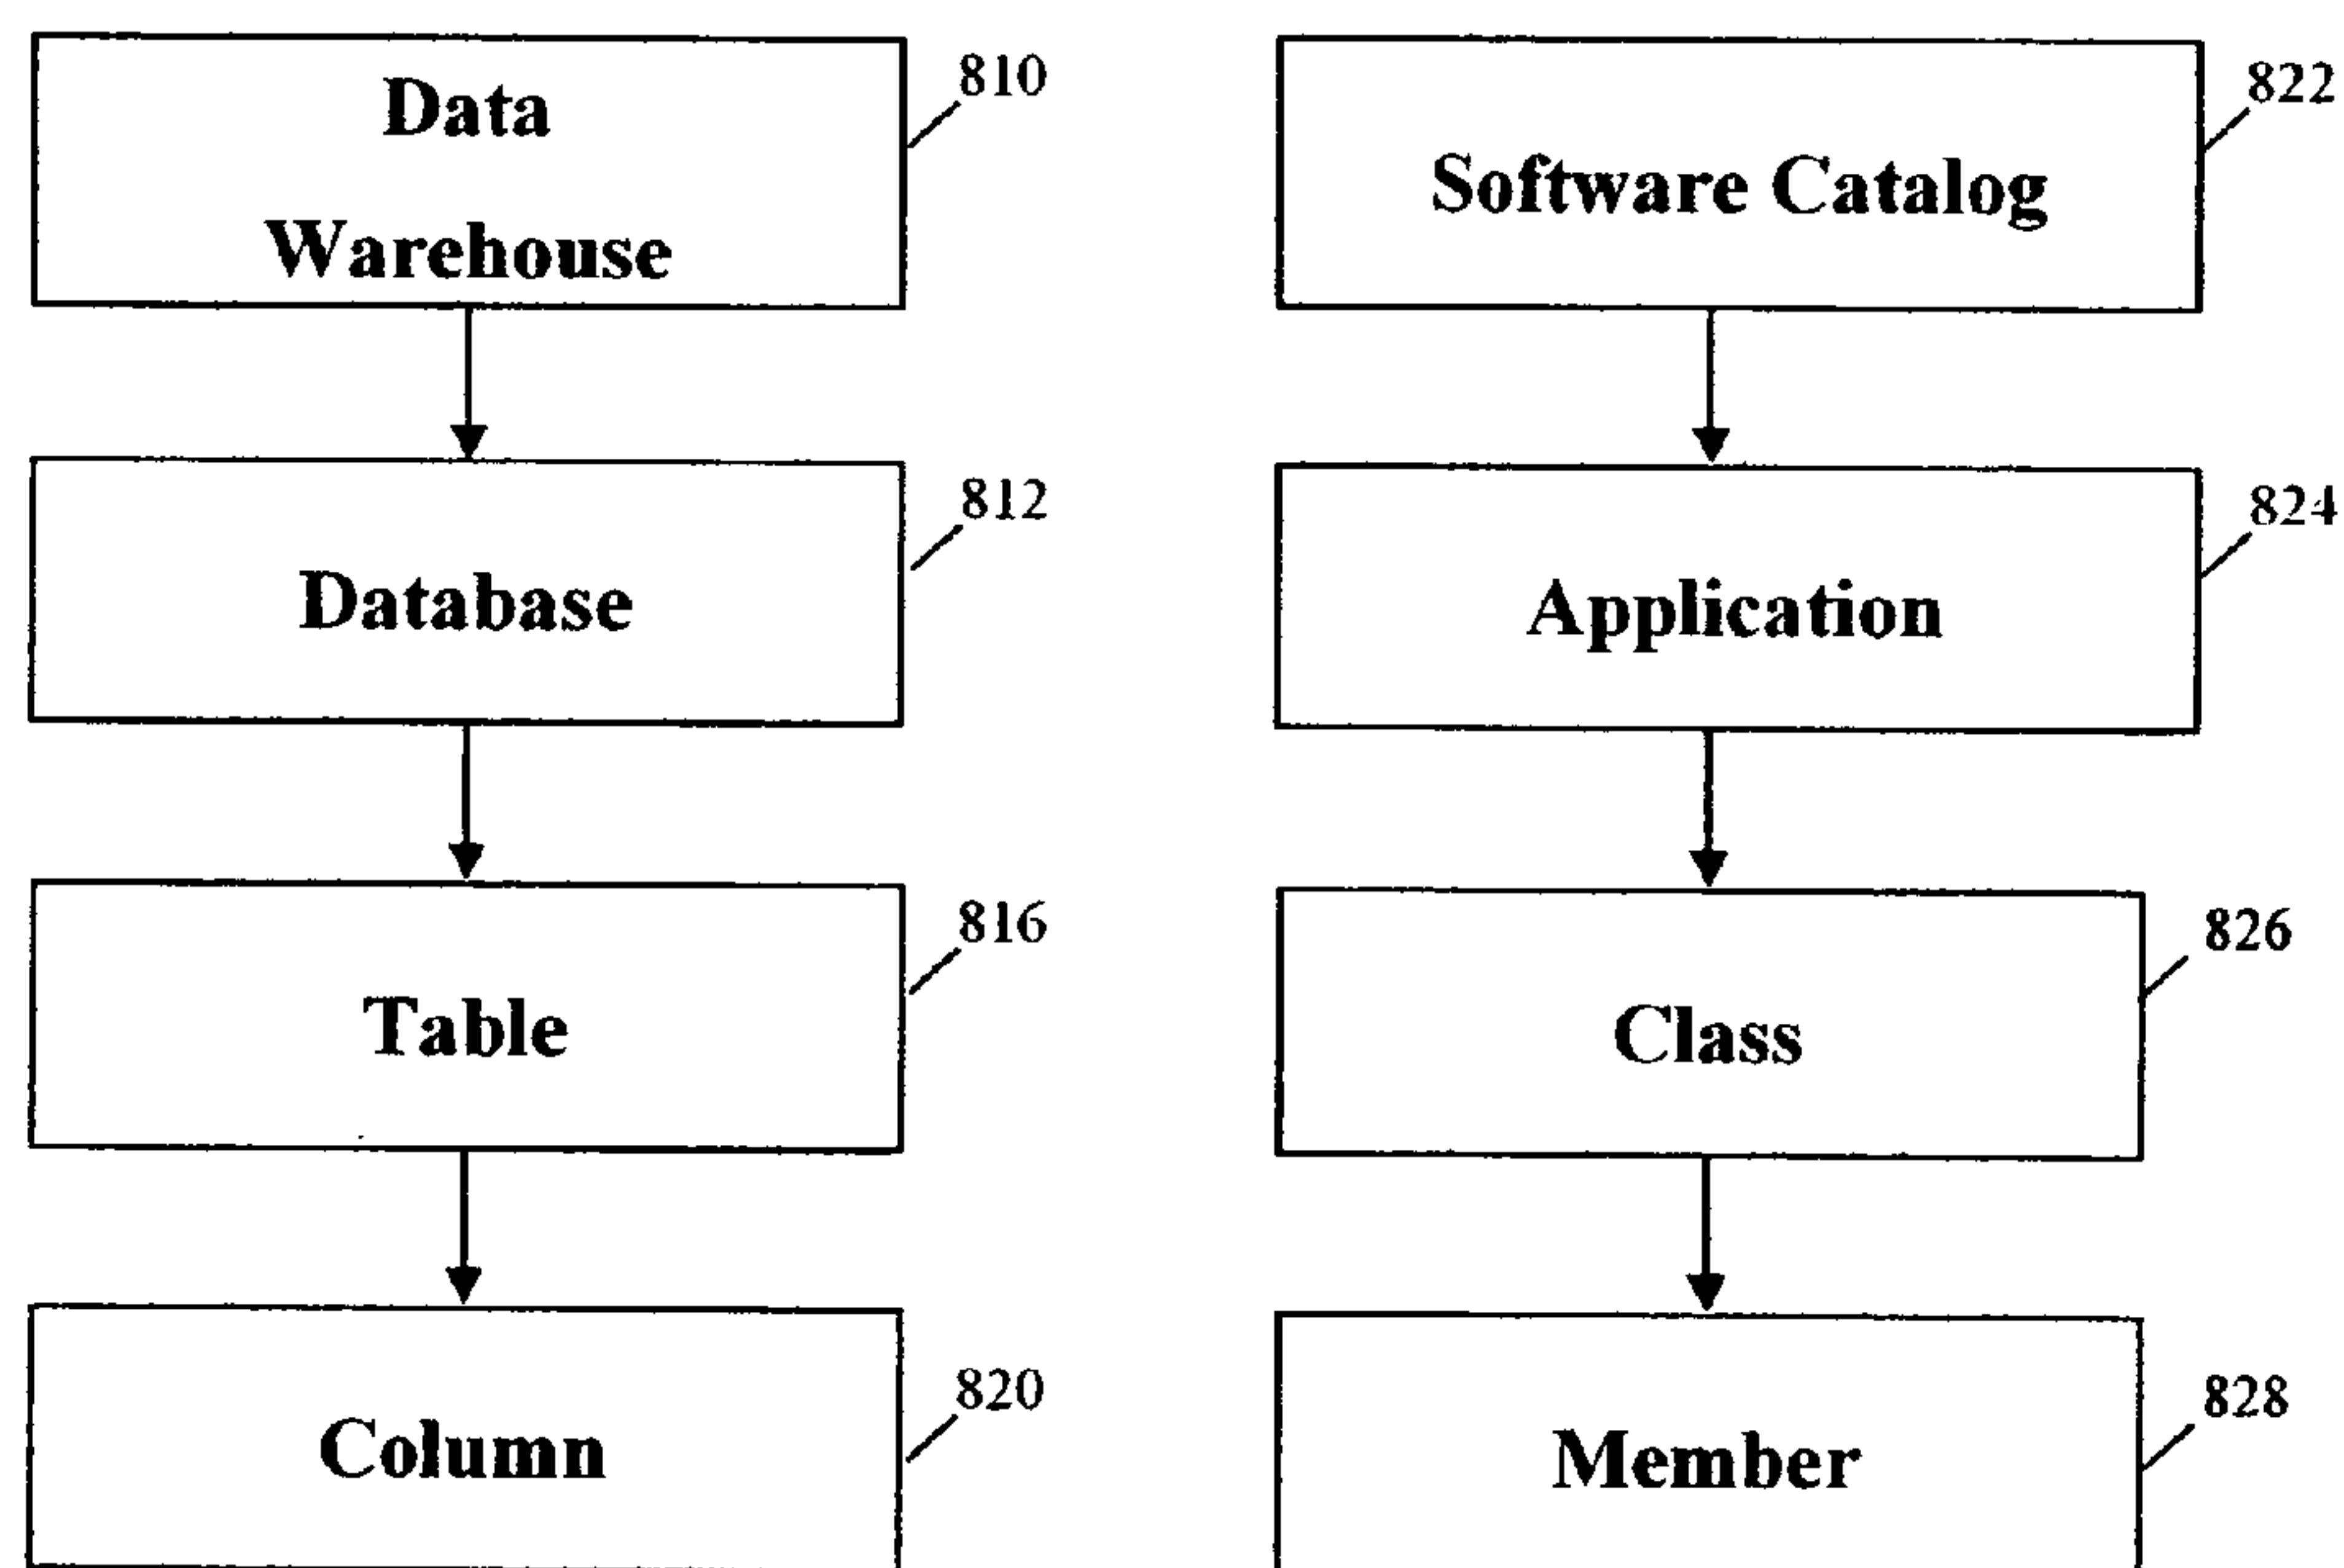 Data
Warehouse
810
Database
812
Table
816
Column
820
Software Catalog
822
Application
824
Class
826
Member
828